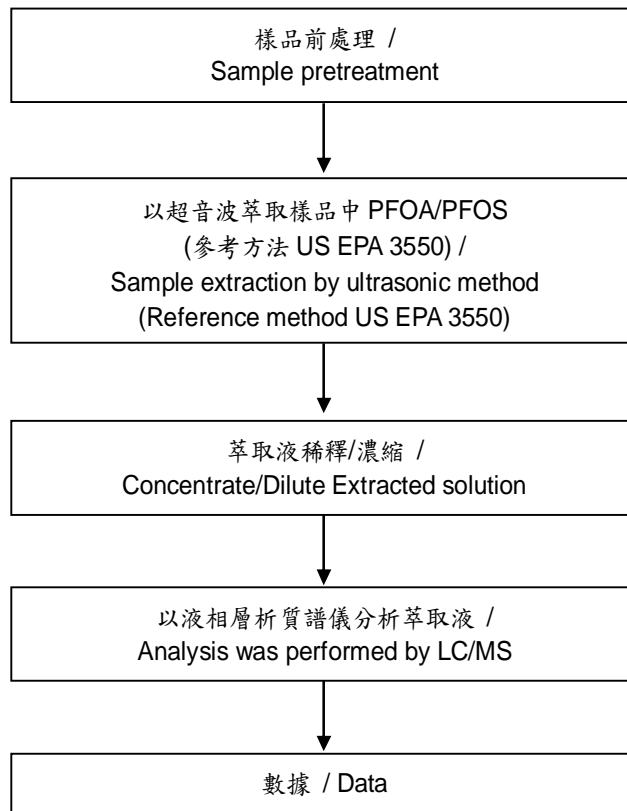 樣品前處理 /
Sample pretreatment
以超音波萃取樣品中 PFOA/PFOS
(參考方法 US EPA 3550) /
Sample extraction by ultrasonic method
(Reference method US EPA 3550)
萃取液稀釋/濃縮 /
Concentrate/Dilute Extracted solution
以液相層析質譜儀分析萃取液 /
Analysis was performed by LC/MS
數據 / Data